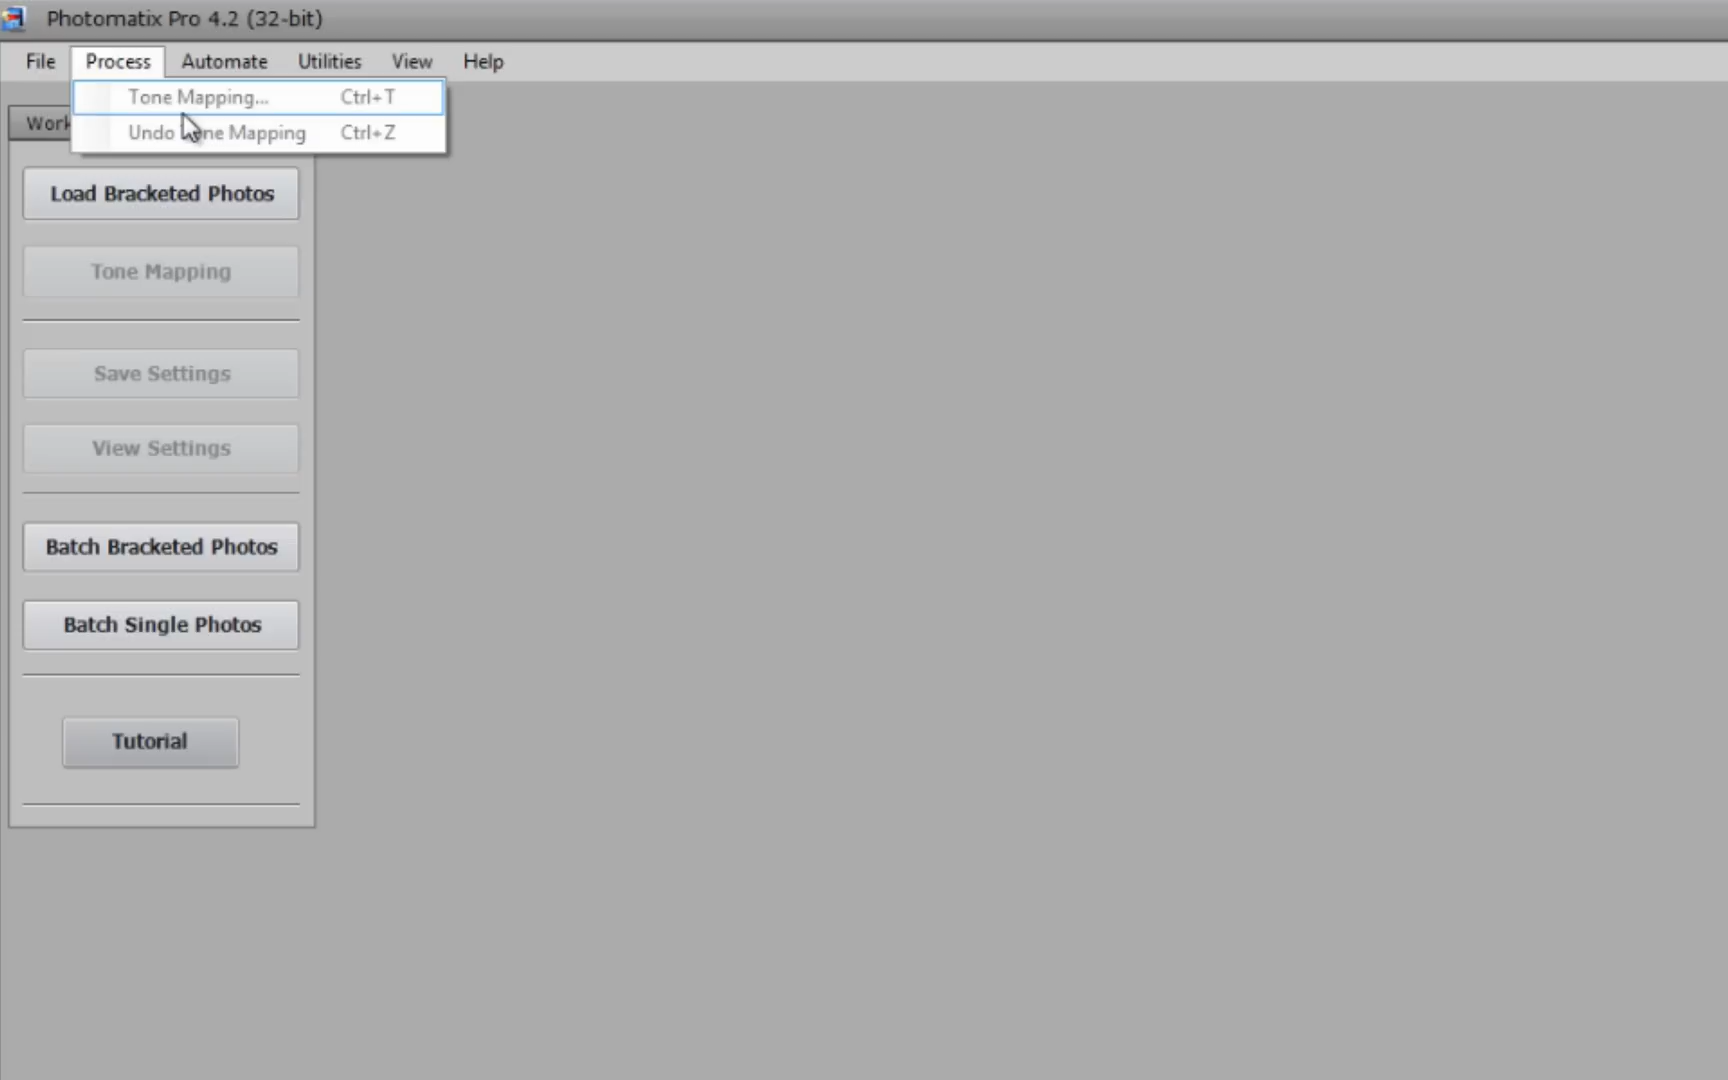 Photomatix Pro 4.2 (32-bit)
File Process Automate Utilities View Help
Tone Mapping... Ctrl+T
Undo Tone Mapping Ctrl+Z
Load Bracketed Photos
Tone Mapping
Save Settings
View Settings
Batch Bracketed Photos
Batch Single Photos
Tutorial